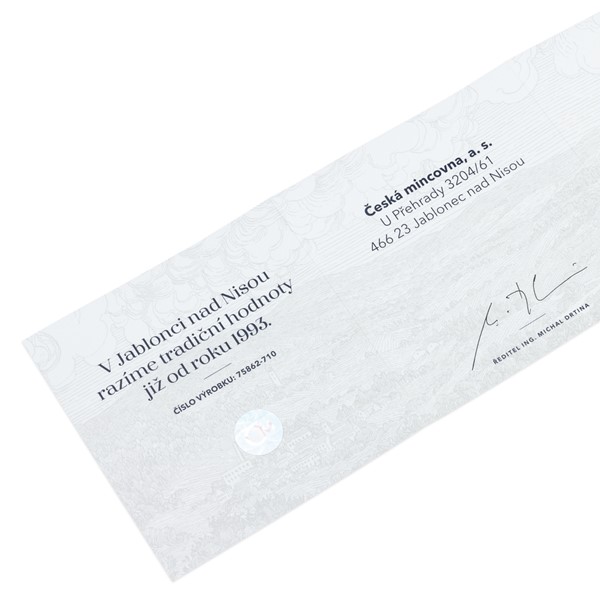 Česká mincovna, a. s.
U Přehrady 3204/61
466 23 Jablonec nad Nisou
V Jablonci nad Nisou
razíme tradiční hodnoty
již od roku 1993.
ČÍSLO VÝROBKU: 75862-710
ŘEDITEL ING. MICHAL DRTINA